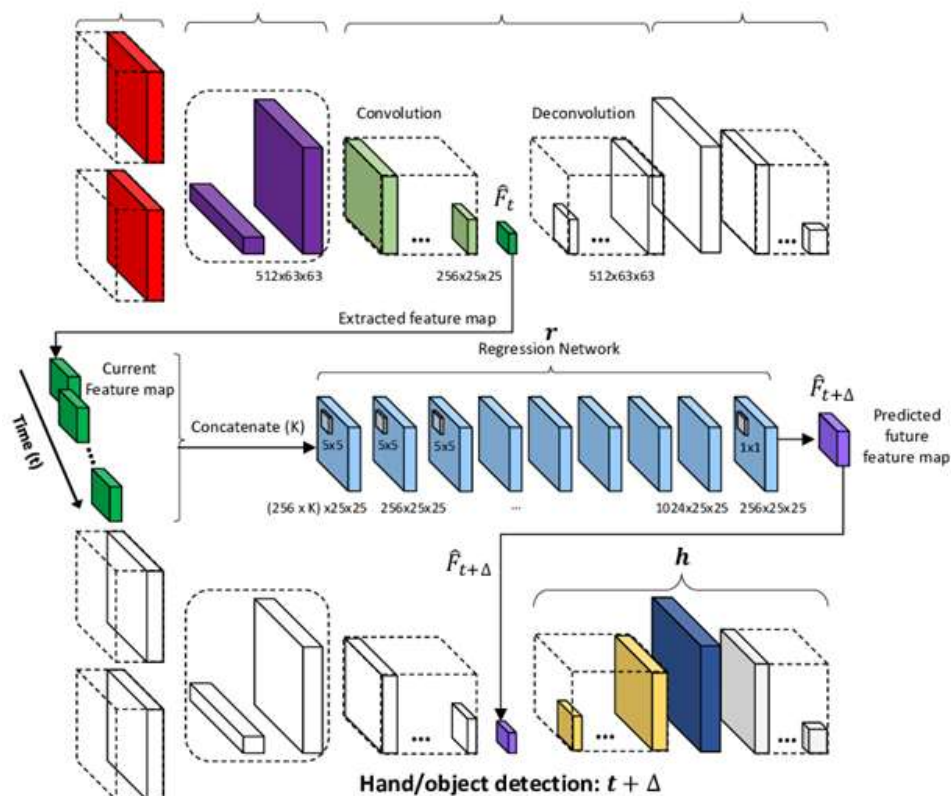 Convolution
Deconvolution
F̂_t
...
...
...
512x63x63
256x25x25
512x63x63
Extracted feature map
r
Regression Network
Current
Feature map
F̂_{t+Δ}
Predicted
future
feature map
Concatenate (K)
Time (t)
5x5
5x5
5x5
1x1
(256 x K) x25x25
256x25x25
...
1024x25x25
256x25x25
F̂_{t+Δ}
h
...
...
...
Hand/object detection: t + Δ